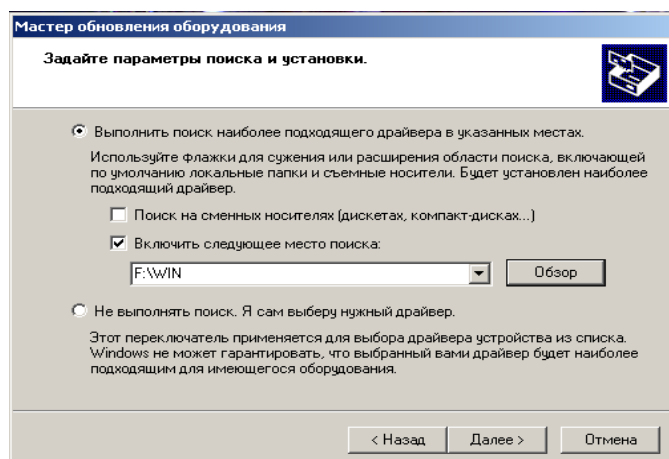 Мастер обновления оборудования
Задайте параметры поиска и установки.
Выполнить поиск наиболее подходящего драйвера в указанных местах.
Используйте флажки для сужения или расширения области поиска, включающей
по умолчанию локальные папки и съемные носители. Будет установлен наиболее
подходящий драйвер.
Поиск на сменных носителях (дискетах, компакт-дисках...)
Включить следующее место поиска:
F:\WIN Обзор
Не выполнять поиск. Я сам выберу нужный драйвер.
Этот переключатель применяется для выбора драйвера устройства из списка.
Windows не может гарантировать, что выбранный вами драйвер будет наиболее
подходящим для имеющегося оборудования.
< Назад Далее > Отмена